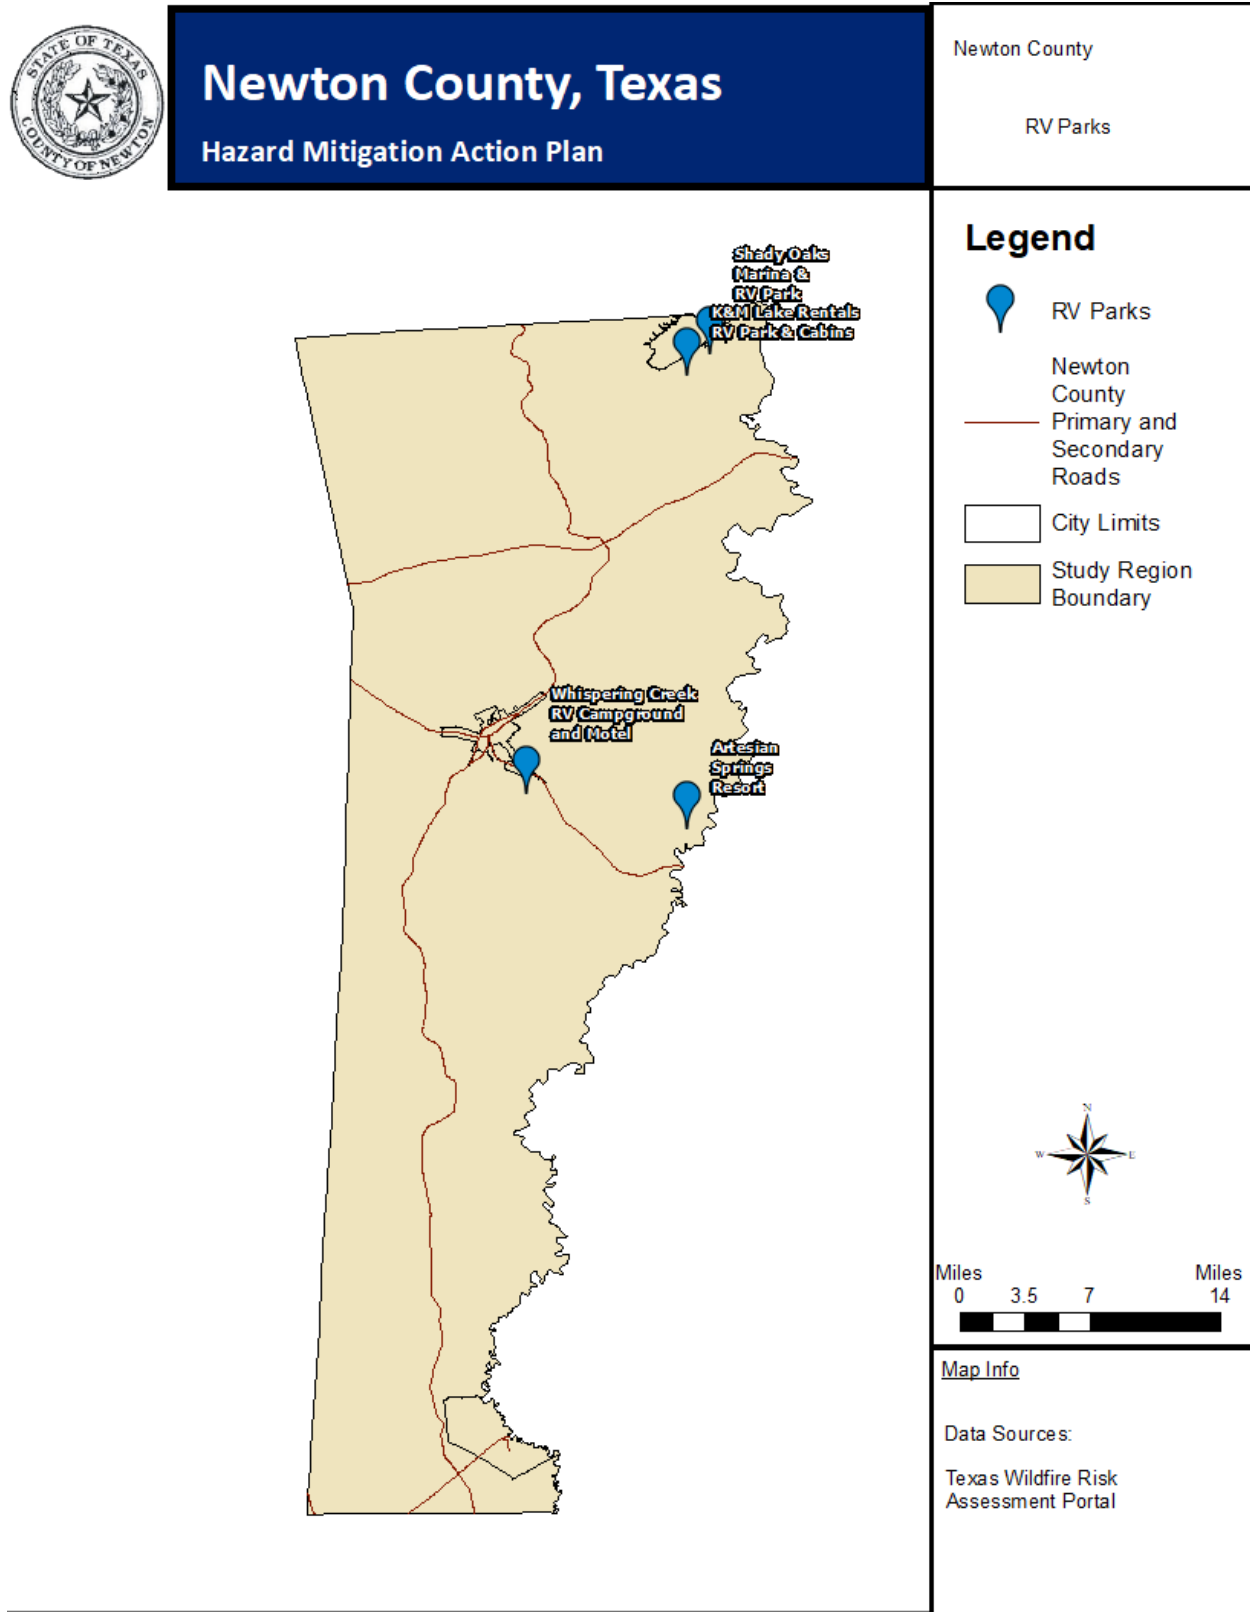 STATE OF TEXAS
COUNTY OF NEWTON
Newton County, Texas
Hazard Mitigation Action Plan
Newton County
RV Parks
Shady Oaks
Marina &
RV Park
K&M Lake Rentals
RV Park & Cabins
Whispering Creek
RV Campground
and Motel
Artesian
Springs
Resort
Legend
RV Parks
Newton
County
Primary and
Secondary
Roads
City Limits
Study Region
Boundary
N
W
E
S
Miles
Miles
0 3.5 7 14
Map Info
Data Sources:
Texas Wildfire Risk
Assessment Portal